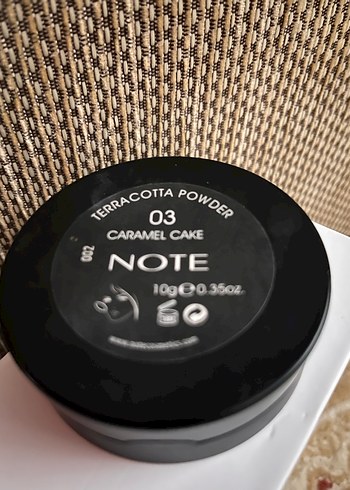 TERRACOTTA POWDER
03
CARAMEL CAKE
002
NOTE
10g℮0.35oz.